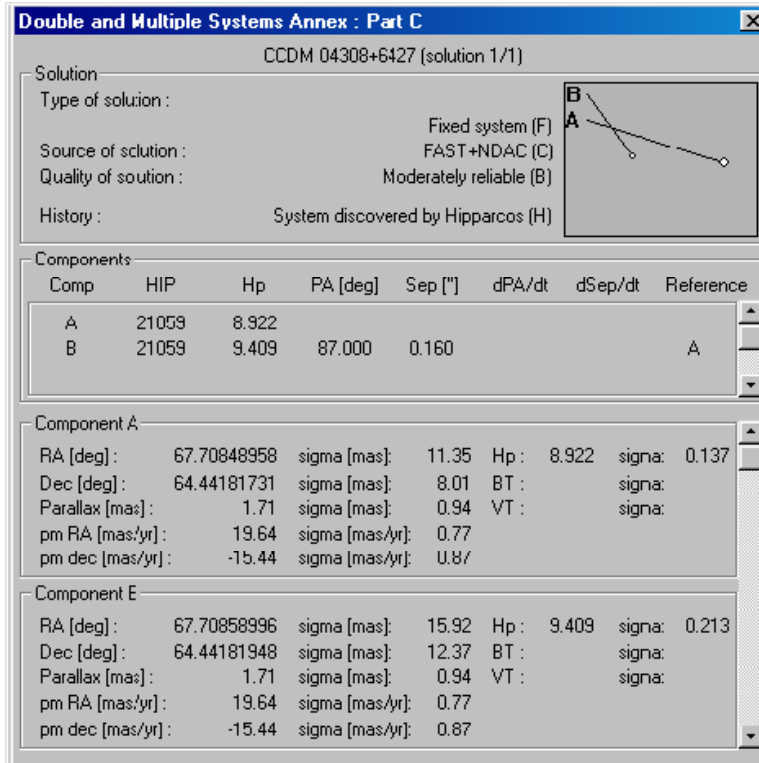 Double and Multiple Systems Annex : Part C
CCDM 04308+6427 (solution 1/1)
Solution
Type of solution :
Fixed system (F)
Source of sclution : FAST+NDAC (C)
Quality of soution : Moderately reliable (B)
History : System discovered by Hipparcos (H)
B
A
Components
Comp HIP Hp PA [deg] Sep ["] dPA/dt dSep/dt Reference
A 21059 8.922
B 21059 9.409 87.000 0.160 A
Component A
RA [deg] : 67.70848958 sigma [mas]: 11.35 Hp : 8.922 sigma: 0.137
Dec [deg] : 64.44181731 sigma [mas]: 8.01 BT : sigma:
Parallax [mas] : 1.71 sigma [mas]: 0.94 VT : sigma:
pm RA [mas/yr] : 19.64 sigma [mas/yr]: 0.77
pm dec [mas/yr] : -15.44 sigma [mas/yr]: 0.87
Component E
RA [deg] : 67.70858996 sigma [mas]: 15.92 Hp : 9.409 sigma: 0.213
Dec [deg] : 64.44181948 sigma [mas]: 12.37 BT : sigma:
Parallax [mas] : 1.71 sigma [mas]: 0.94 VT : sigma:
pm RA [mas/yr] : 19.64 sigma [mas/yr]: 0.77
pm dec [mas/yr] : -15.44 sigma [mas/yr]: 0.87